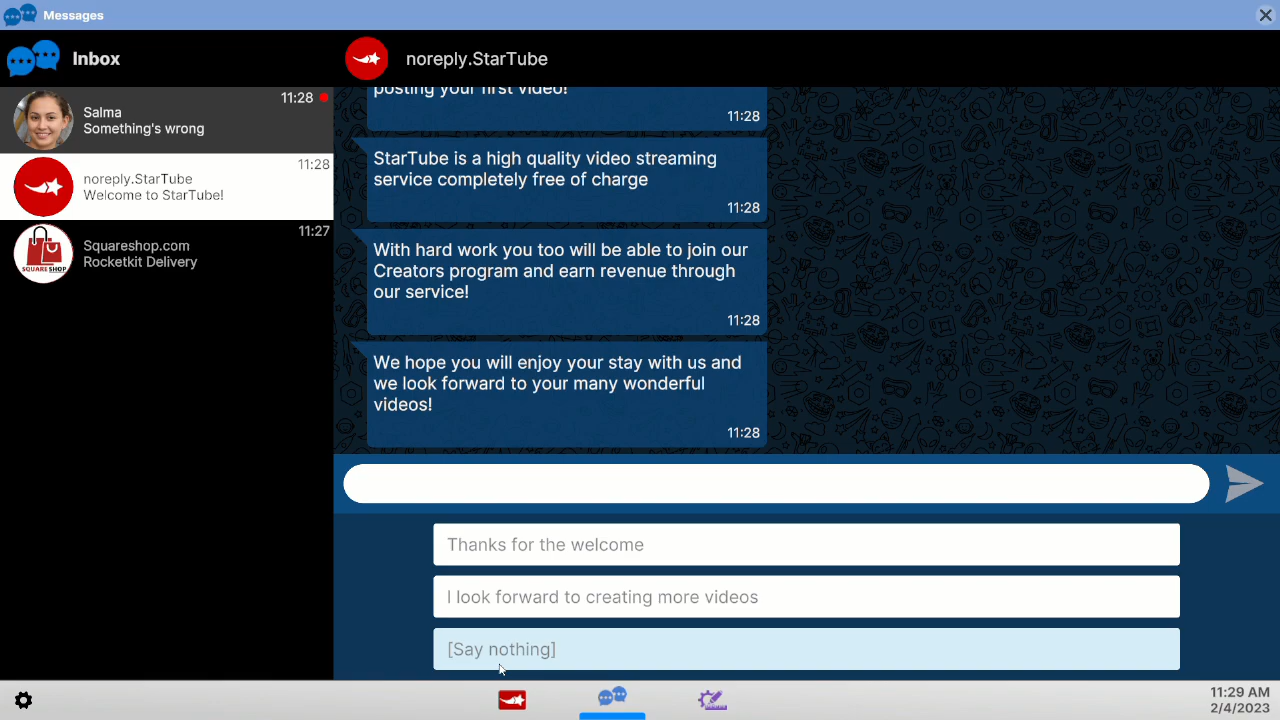 Messages
Inbox
noreply.StarTube
11:28
Salma
Something's wrong
11:28
noreply.StarTube
Welcome to StarTube!
11:27
Squareshop.com
Rocketkit Delivery
SQUARE SHOP
posting your first video!
11:28
StarTube is a high quality video streaming
service completely free of charge
11:28
With hard work you too will be able to join our
Creators program and earn revenue through
our service!
11:28
We hope you will enjoy your stay with us and
we look forward to your many wonderful
videos!
11:28
Thanks for the welcome
I look forward to creating more videos
[Say nothing]
11:29 AM
2/4/2023